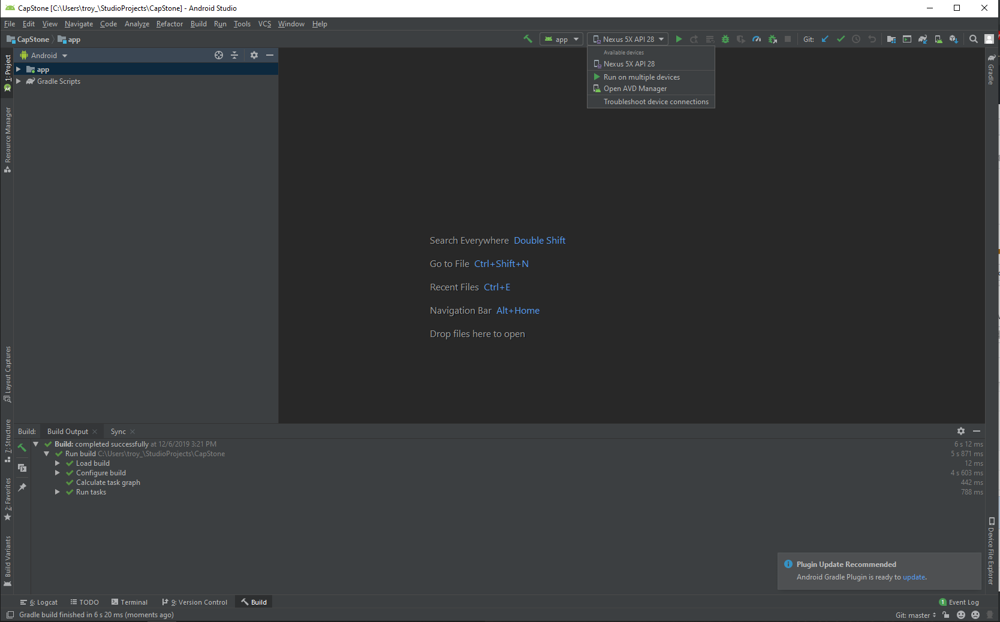 CapStone [C:\Users\troy_\StudioProjects\CapStone] - Android Studio
File Edit View Navigate Code Analyze Refactor Build Run Tools VCS Window Help
CapStone app
app Nexus 5X API 28 Git:
Available devices
Nexus 5X API 28
Run on multiple devices
Open AVD Manager
Troubleshoot device connections
Android
app
Gradle Scripts
1: Project
Resource Manager
Layout Captures
7: Structure
2: Favorites
Build Variants
Gradle
Device File Explorer
Search Everywhere Double Shift
Go to File Ctrl+Shift+N
Recent Files Ctrl+E
Navigation Bar Alt+Home
Drop files here to open
Build: Build Output Sync
Build: completed successfully at 12/6/2019 3:21 PM 6 s 12 ms
Run build C:\Users\troy_\StudioProjects\CapStone 5 s 871 ms
Load build 12 ms
Configure build 4 s 603 ms
Calculate task graph 442 ms
Run tasks 788 ms
Plugin Update Recommended
Android Gradle Plugin is ready to update.
6: Logcat TODO Terminal 9: Version Control Build 1 Event Log
Gradle build finished in 6 s 20 ms (moments ago) Git: master